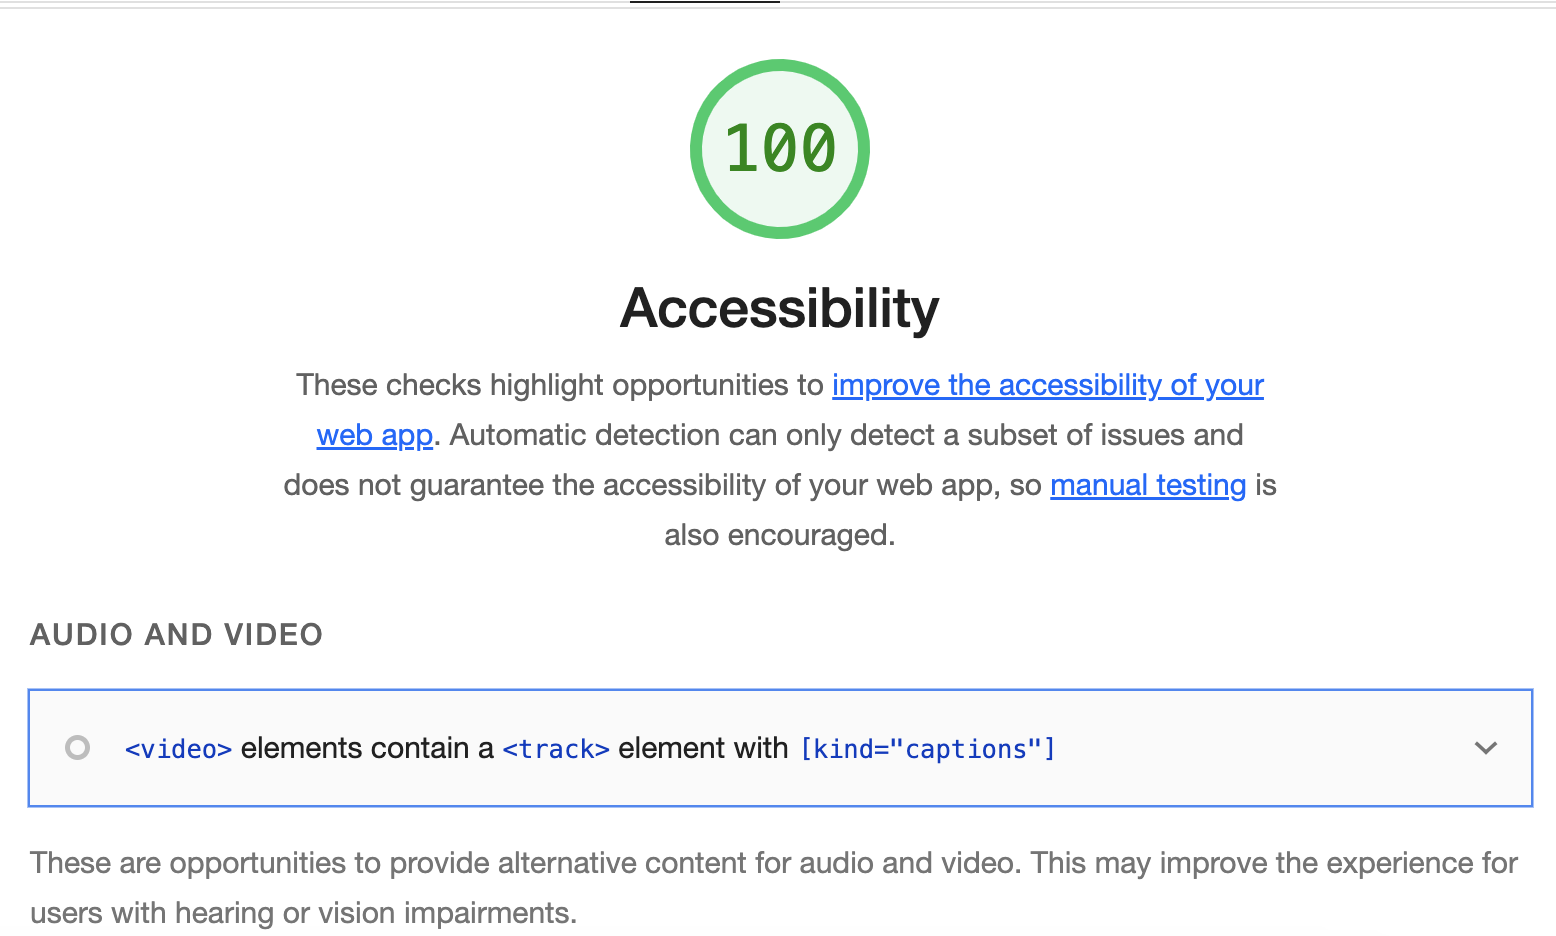 100
Accessibility
These checks highlight opportunities to improve the accessibility of your
web app. Automatic detection can only detect a subset of issues and
does not guarantee the accessibility of your web app, so manual testing is
also encouraged.
AUDIO AND VIDEO
<video> elements contain a <track> element with [kind="captions"]
These are opportunities to provide alternative content for audio and video. This may improve the experience for
users with hearing or vision impairments.